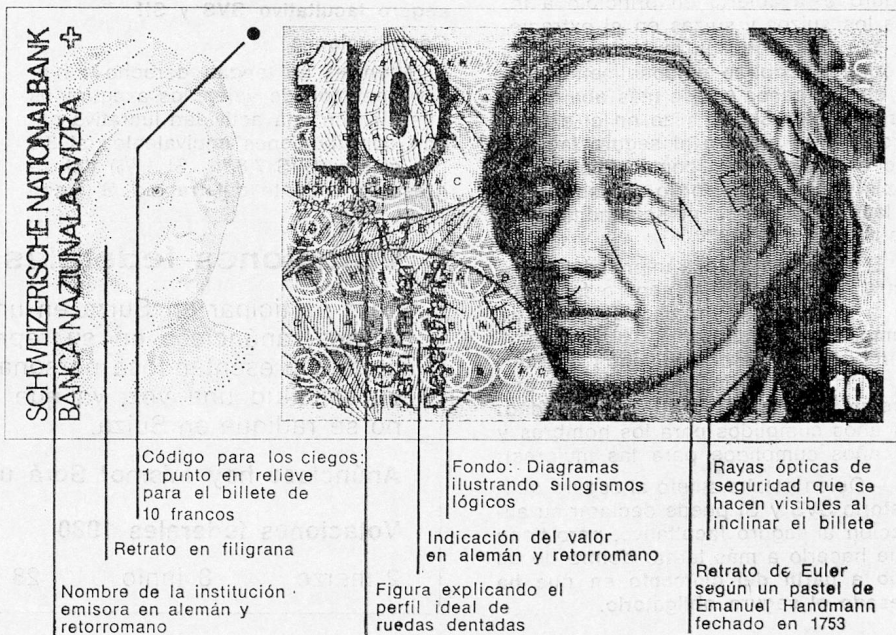 SCHWEIZERISCHE NATIONALBANK
BANCA NAZIUNALA SVIZRA
10
Leonhard Euler
1707-1783
Zehn Franken
10
Código para los ciegos:
1 punto en relieve
para el billete de
10 francos
Retrato en filigrana
Nombre de la institución
emisora en alemán y
retorromano
Fondo: Diagramas
ilustrando silogismos
lógicos
Indicación del valor
en alemán y retorromano
Figura explicando el
perfil ideal de
ruedas dentadas
Rayas ópticas de
seguridad que se
hacen visibles al
inclinar el billete
Retrato de Euler
según un pastel de
Emanuel Handmann
fechado en 1753